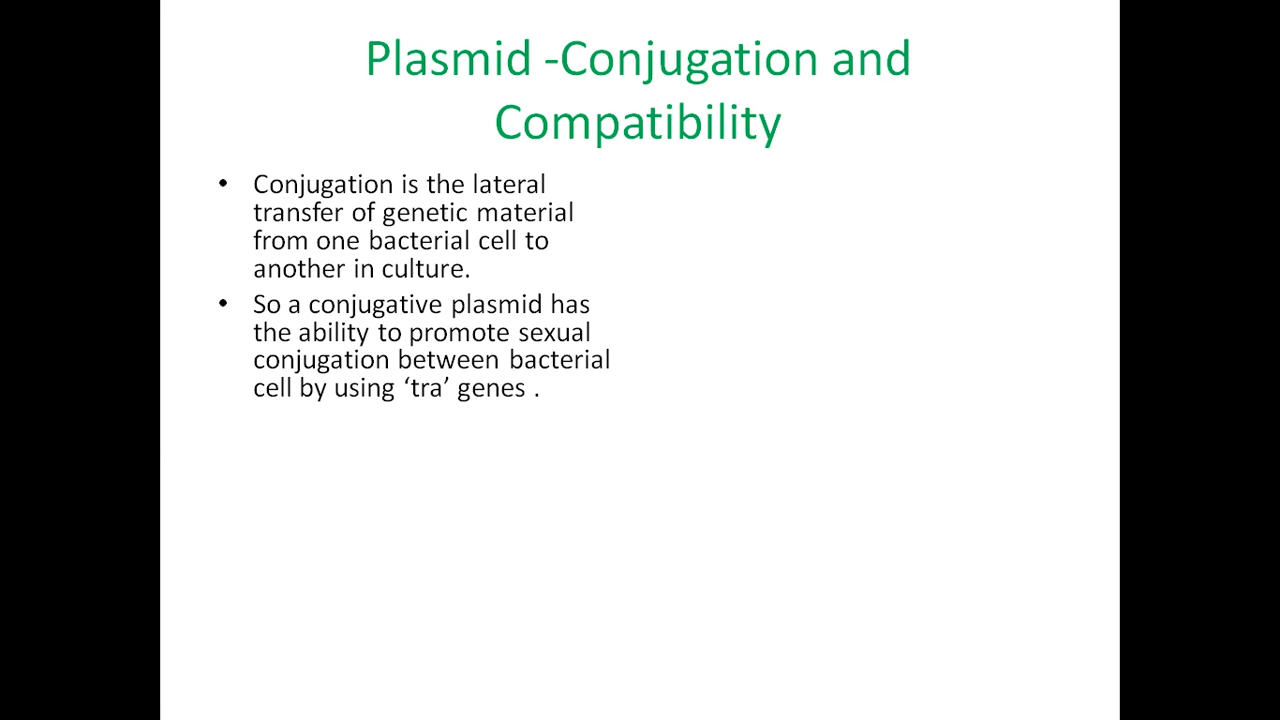 Plasmid -Conjugation and
Compatibility
• Conjugation is the lateral
transfer of genetic material
from one bacterial cell to
another in culture.
• So a conjugative plasmid has
the ability to promote sexual
conjugation between bacterial
cell by using ‘tra’ genes .